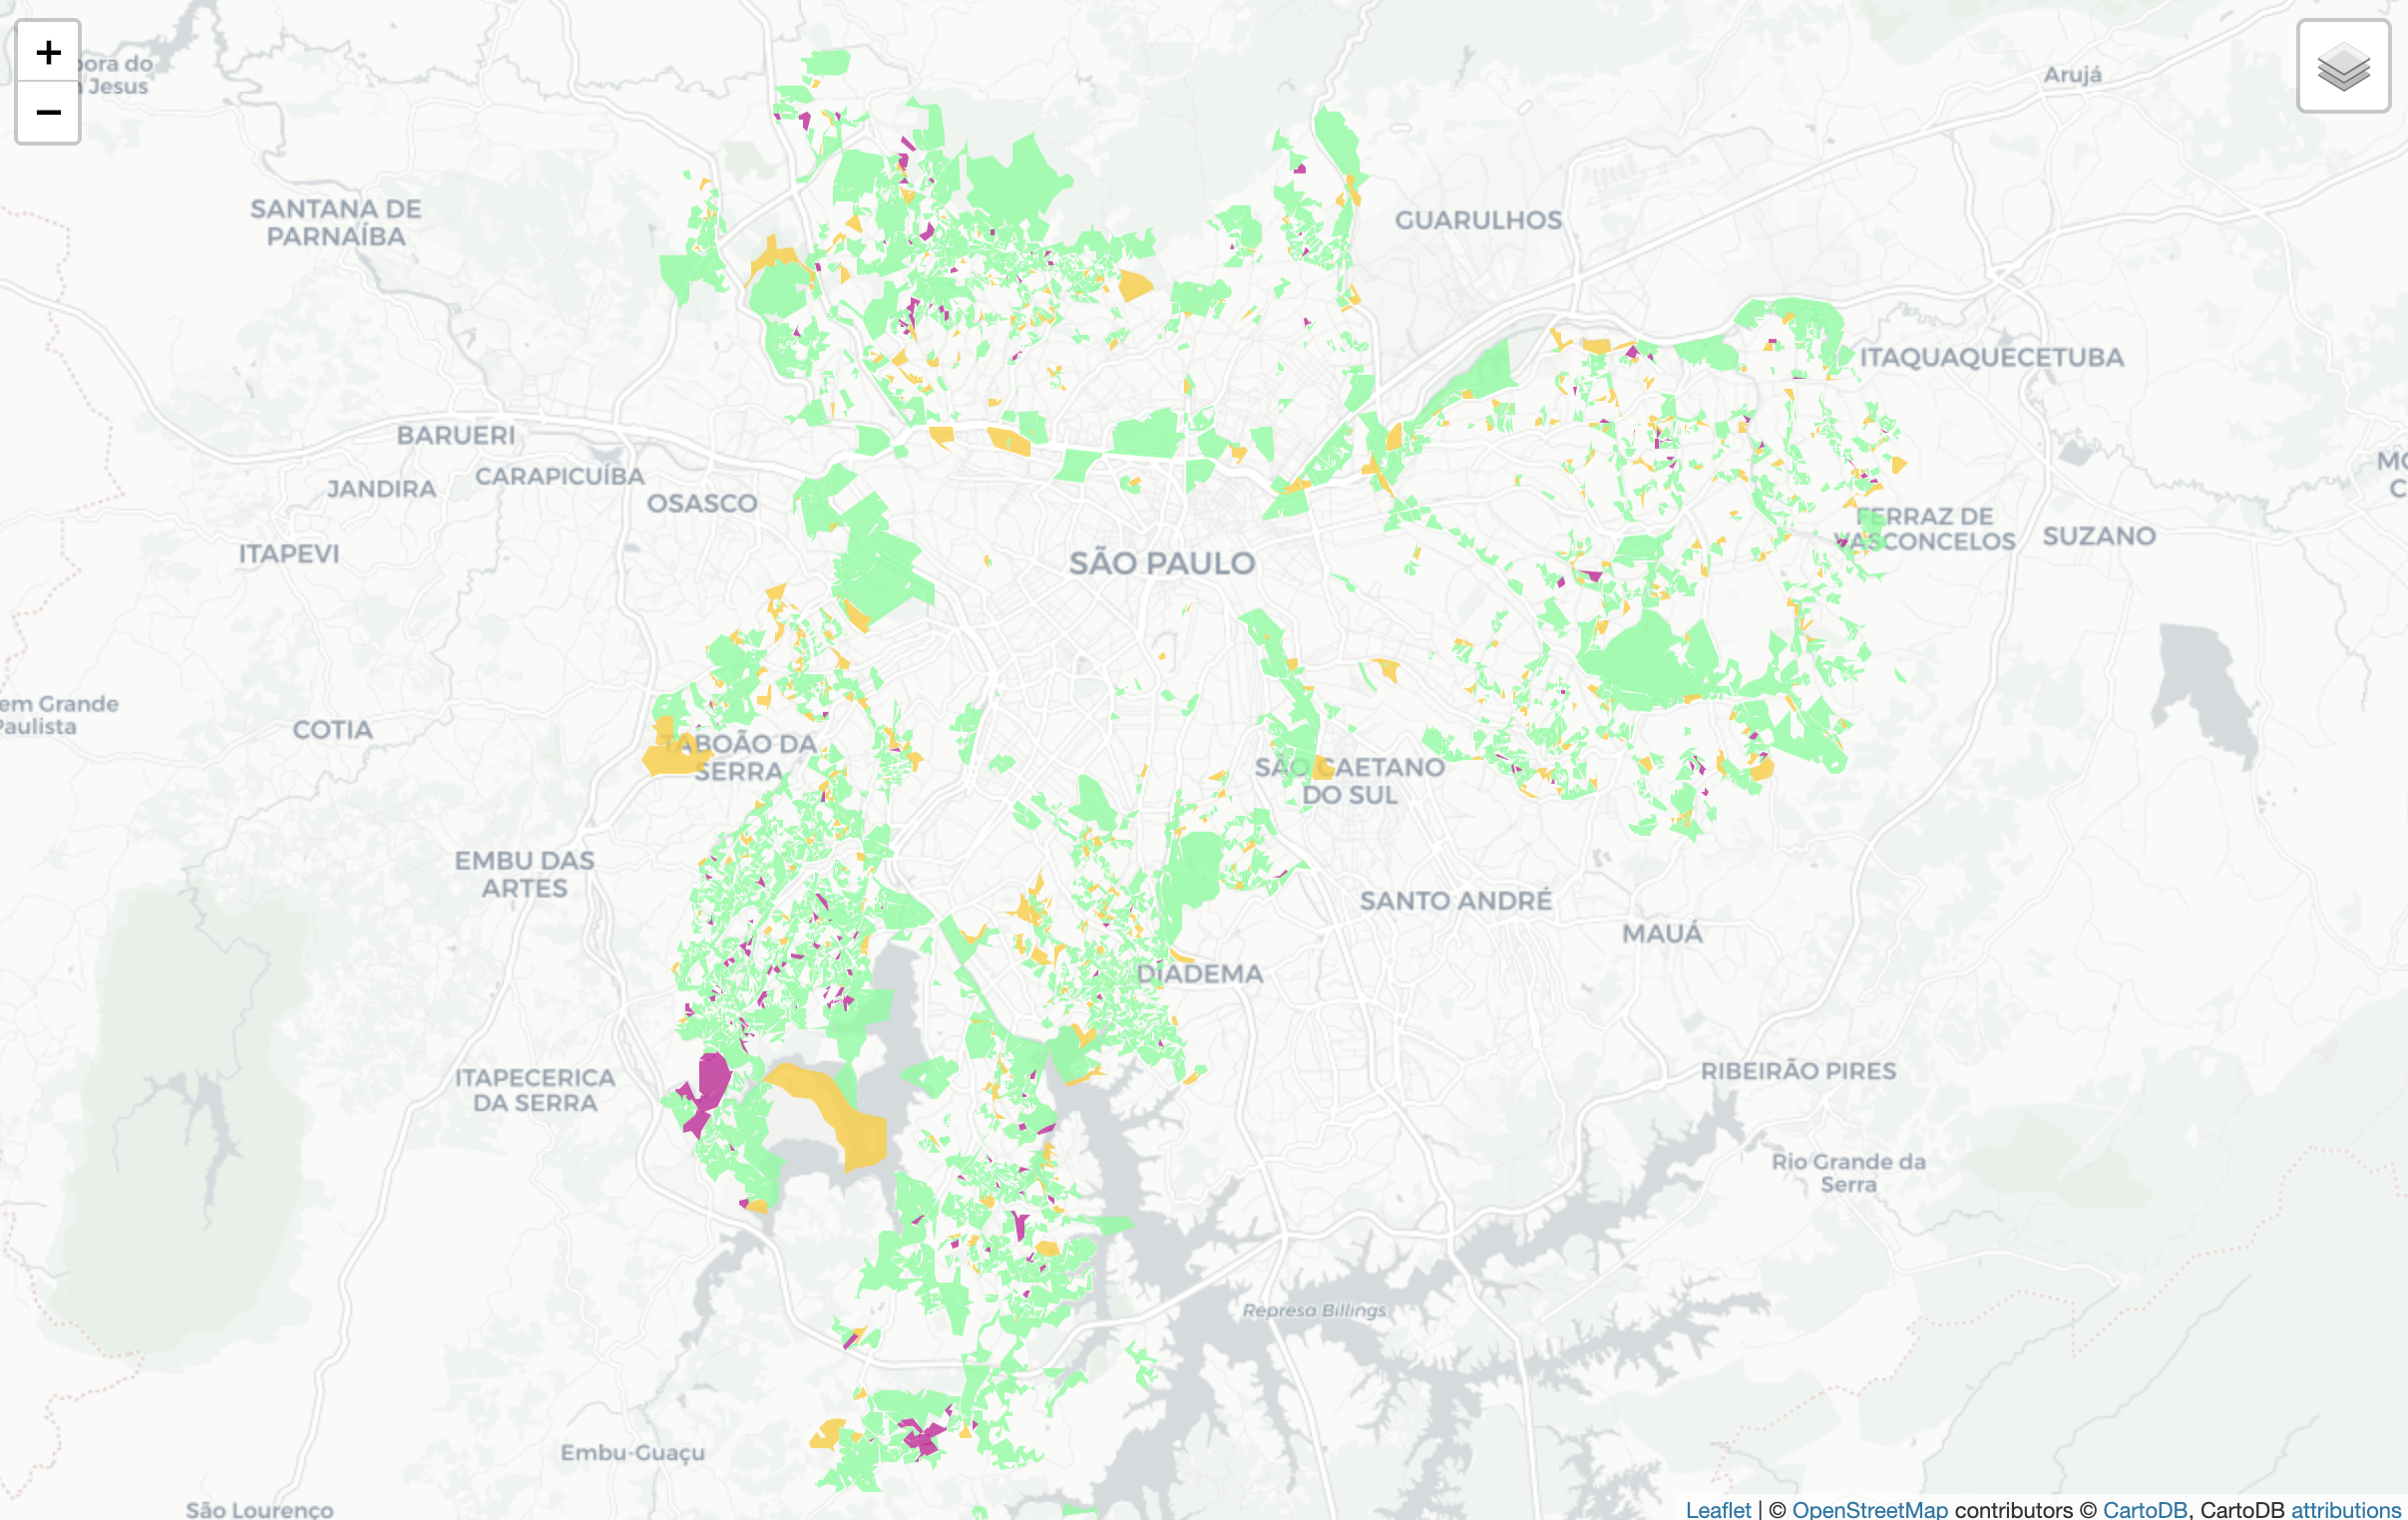 +
−
bora do
Jesus
Arujá
SANTANA DE
PARNAÍBA
GUARULHOS
ITAQUAQUECETUBA
BARUERI
CARAPICUÍBA
JANDIRA
OSASCO
ITAPEVI
SÃO PAULO
FERRAZ DE
VASCONCELOS
SUZANO
em Grande
Paulista
COTIA
TABOÃO DA
SERRA
SÃO CAETANO
DO SUL
EMBU DAS
ARTES
SANTO ANDRÉ
MAUÁ
DIADEMA
ITAPECERICA
DA SERRA
RIBEIRÃO PIRES
Rio Grande da
Serra
Represa Billings
Embu-Guaçu
São Lourenço
Leaflet | © OpenStreetMap contributors © CartoDB, CartoDB attributions